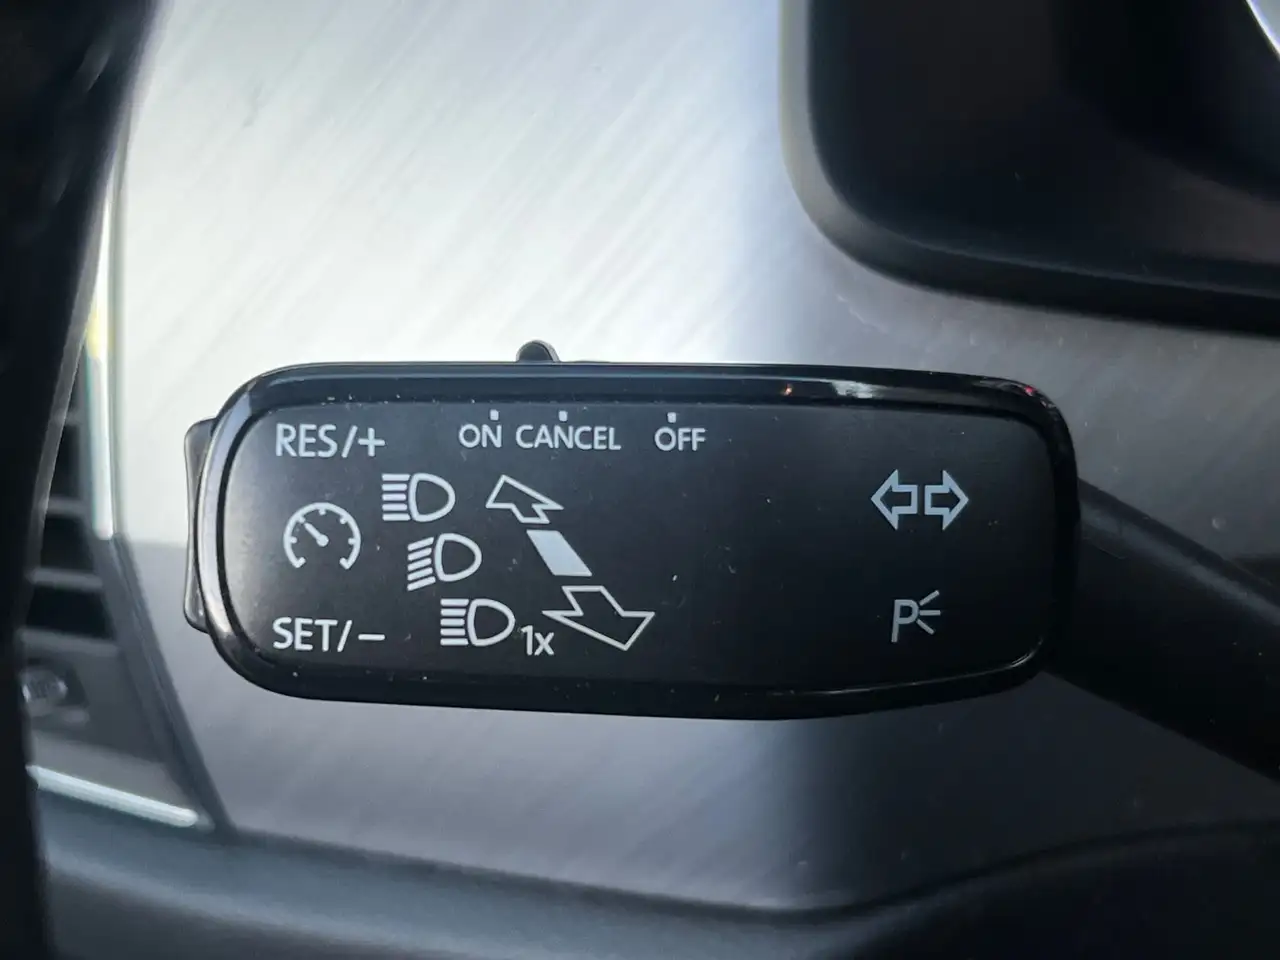 RES/+ ON CANCEL OFF
SET/− 1x P